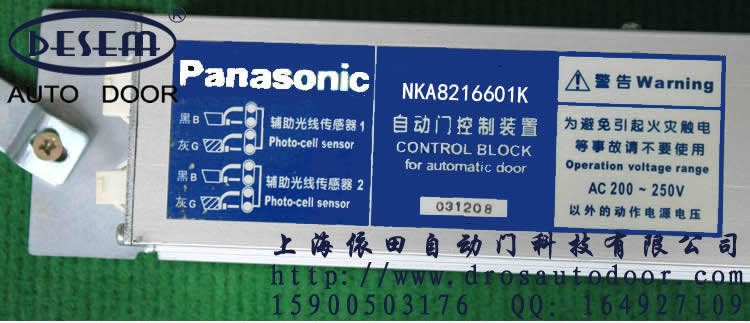 DESEM
AUTO DOOR
Panasonic
黑B
灰G
辅助光线传感器1
Photo-cell sensor
黑B
灰G
辅助光线传感器 2
Photo-cell sensor
NKA8216601K
自动门控制装置
CONTROL BLOCK
for automatic door
031208
警告Warning
为避免引起火灾触电
等事故请不要使用
Operation voltage range
AC 200 ~ 250V
以外的动作电源电压
上海依田自动门科技有限公司
http://www.drosautodoor.com/
15900503176 QQ: 164927109